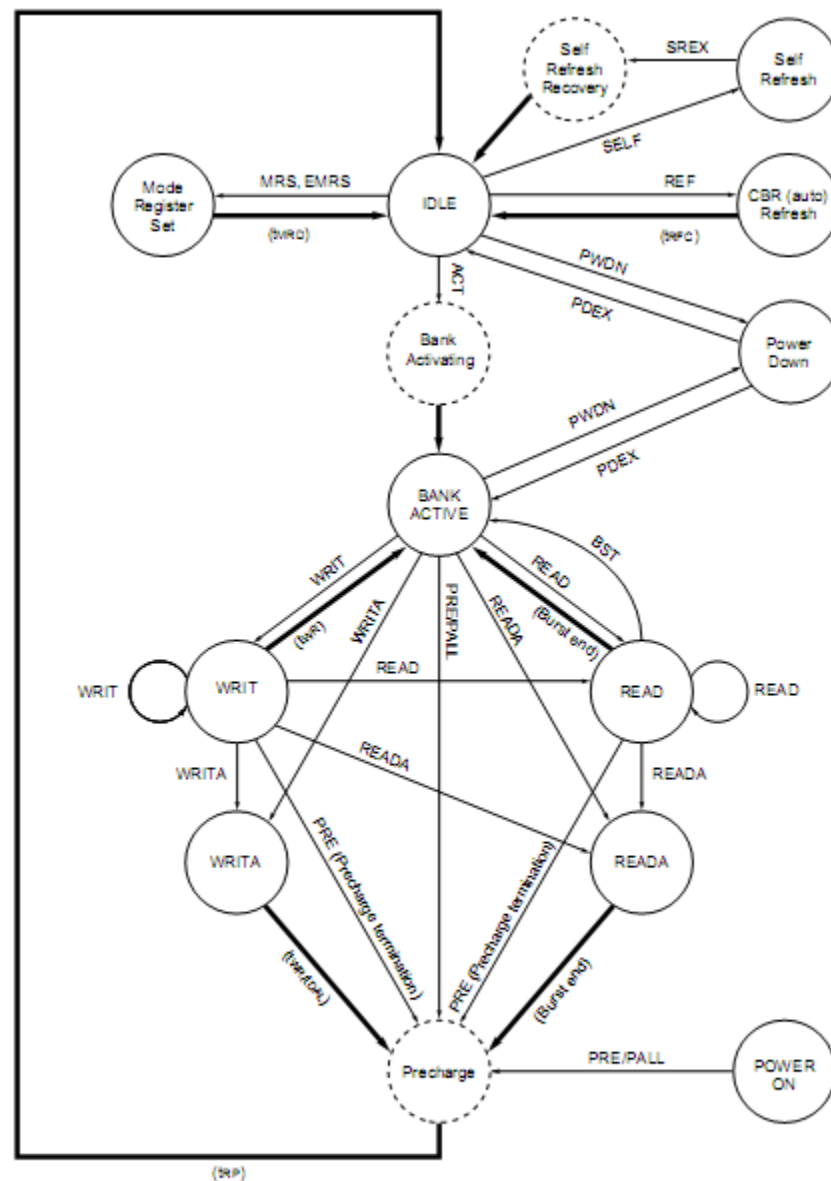 Self
Refresh
Recovery
SREX
Self
Refresh
SELF
Mode
Register
Set
MRS, EMRS
(tMRD)
IDLE
REF
(tRFC)
CBR (auto)
Refresh
ACT
PWDN
PDEX
Bank
Activating
Power
Down
PWDN
PDEX
BANK
ACTIVE
BST
WRIT
(tWR)
WRITA
PRE/PALL
READA
READ
(Burst end)
WRIT
WRIT
READ
READ
READ
WRITA
READA
READA
WRITA
PRE (Precharge termination)
PRE (Precharge termination)
READA
(Burst end)
Precharge
PRE/PALL
POWER
ON
(tRP)